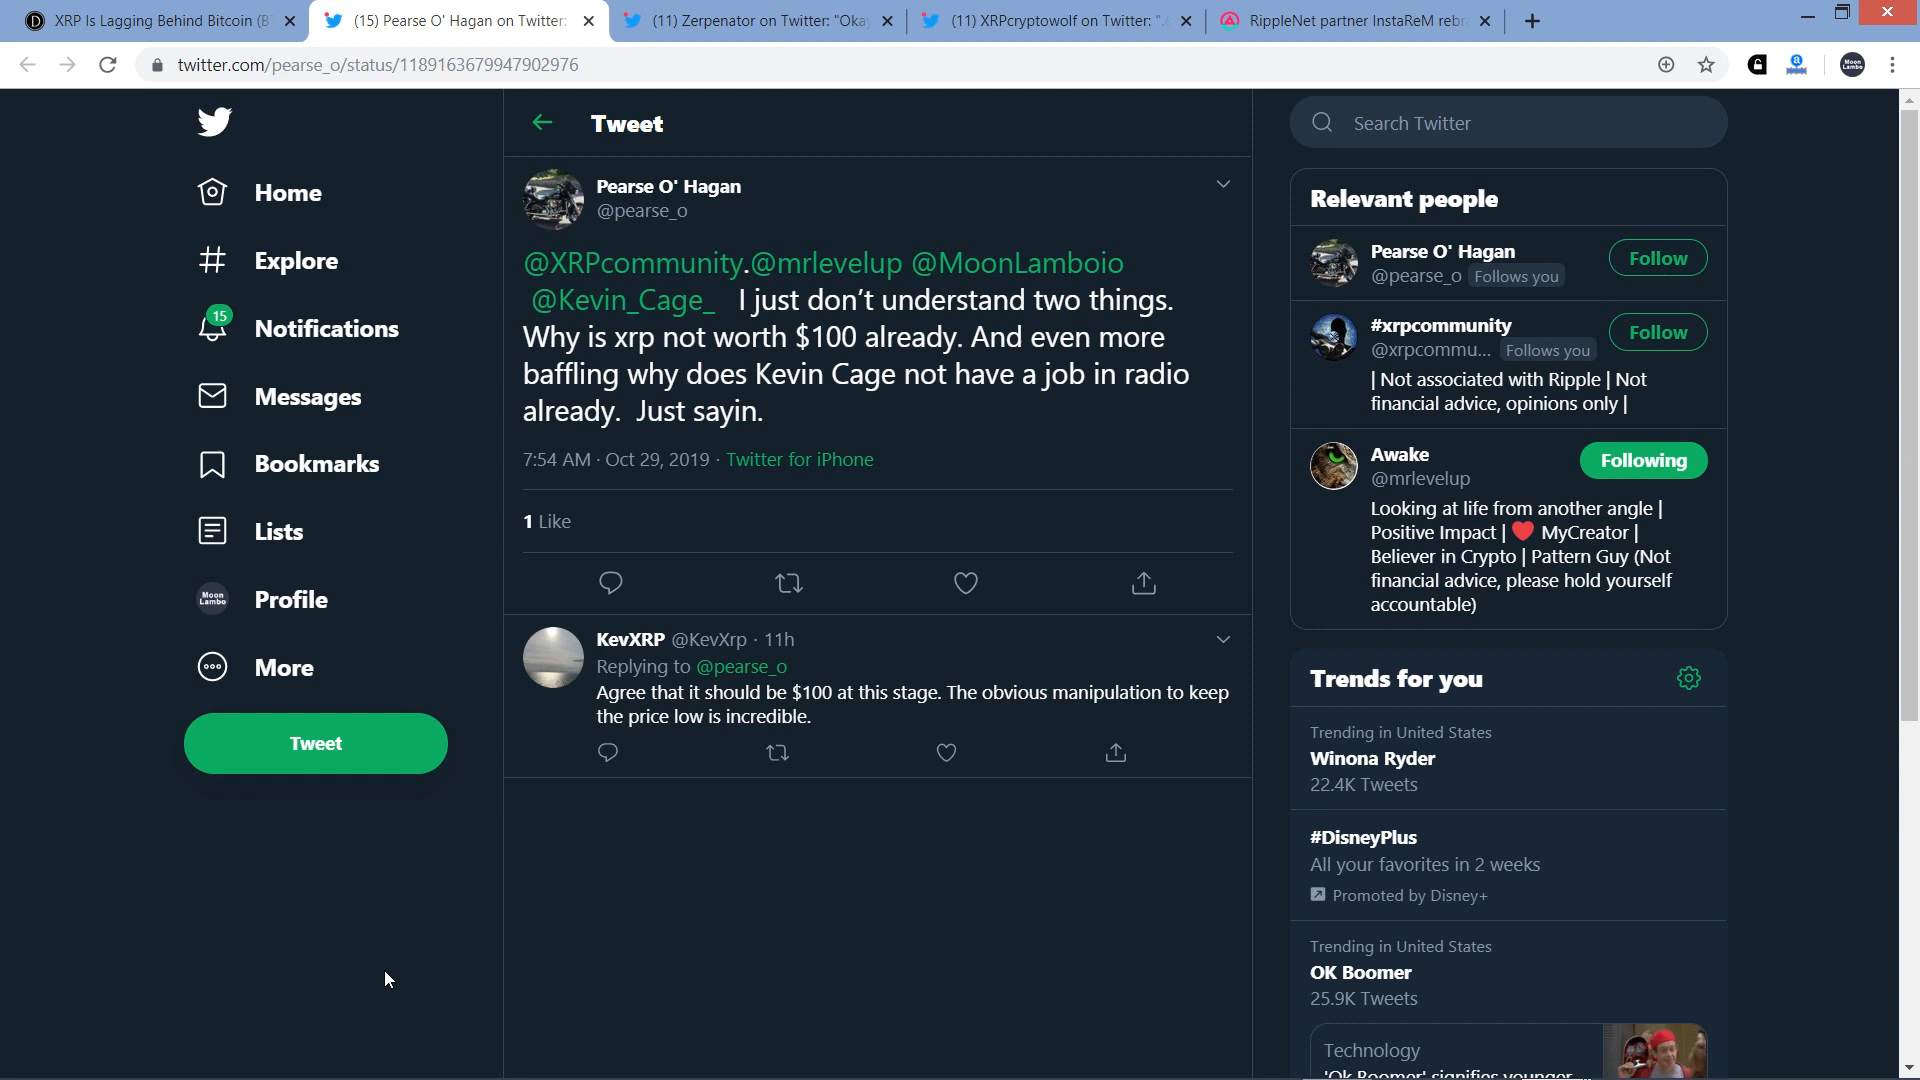 XRP Is Lagging Behind Bitcoin (B
(15) Pearse O' Hagan on Twitter:
(11) Zerpenator on Twitter: "Oka
(11) XRPcryptowolf on Twitter: "
RippleNet partner InstaReM rebr
twitter.com/pearse_o/status/1189163679947902976
Moon
Lambo
Home
Explore
15
Notifications
Messages
Bookmarks
Lists
Moon
Lambo
Profile
More
Tweet
Tweet
Pearse O' Hagan
@pearse_o
@XRPcommunity.@mrlevelup @MoonLamboio
@Kevin_Cage_ I just don’t understand two things.
Why is xrp not worth $100 already. And even more
baffling why does Kevin Cage not have a job in radio
already. Just sayin.
7:54 AM · Oct 29, 2019 · Twitter for iPhone
1 Like
KevXRP @KevXrp · 11h
Replying to @pearse_o
Agree that it should be $100 at this stage. The obvious manipulation to keep
the price low is incredible.
Search Twitter
Relevant people
Pearse O' Hagan
@pearse_o Follows you
Follow
#xrpcommunity
@xrpcommu... Follows you
Follow
| Not associated with Ripple | Not
financial advice, opinions only |
Awake
@mrlevelup
Following
Looking at life from another angle |
Positive Impact | ❤️ MyCreator |
Believer in Crypto | Pattern Guy (Not
financial advice, please hold yourself
accountable)
Trends for you
Trending in United States
Winona Ryder
22.4K Tweets
#DisneyPlus
All your favorites in 2 weeks
Promoted by Disney+
Trending in United States
OK Boomer
25.9K Tweets
Technology
'Ok Boomer' signifies younger